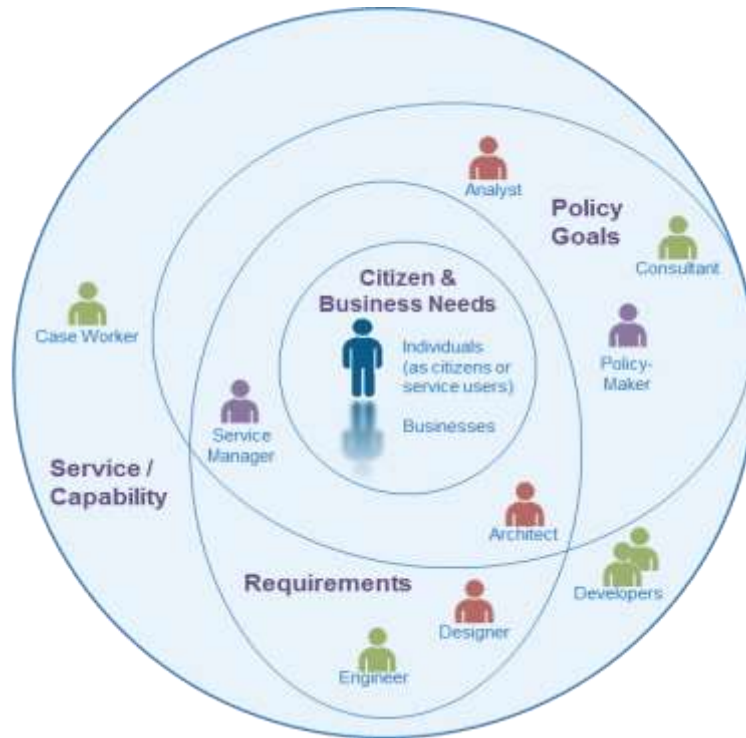 Analyst
Policy
Goals
Consultant
Citizen &
Business Needs
Case Worker
Individuals
(as citizens or
service users)
Policy-
Maker
Businesses
Service
Manager
Service /
Capability
Architect
Requirements
Developers
Designer
Engineer